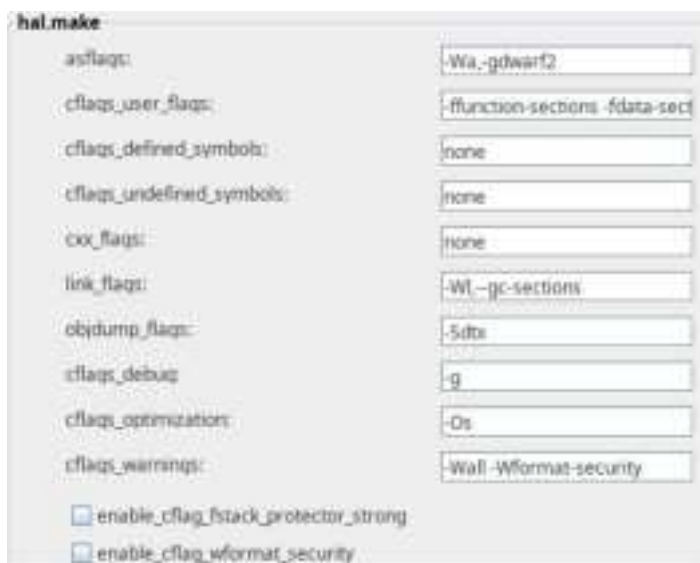 hal.make
asflags: -Wa,-gdwarf2
cflags_user_flags: -ffunction-sections -fdata-sect
cflags_defined_symbols: none
cflags_undefined_symbols: none
cxx_flags: none
link_flags: -Wl,--gc-sections
objdump_flags: -Sdtx
cflags_debug: -g
cflags_optimization: -Os
cflags_warnings: -Wall -Wformat-security
enable_cflag_fstack_protector_strong
enable_cflag_wformat_security